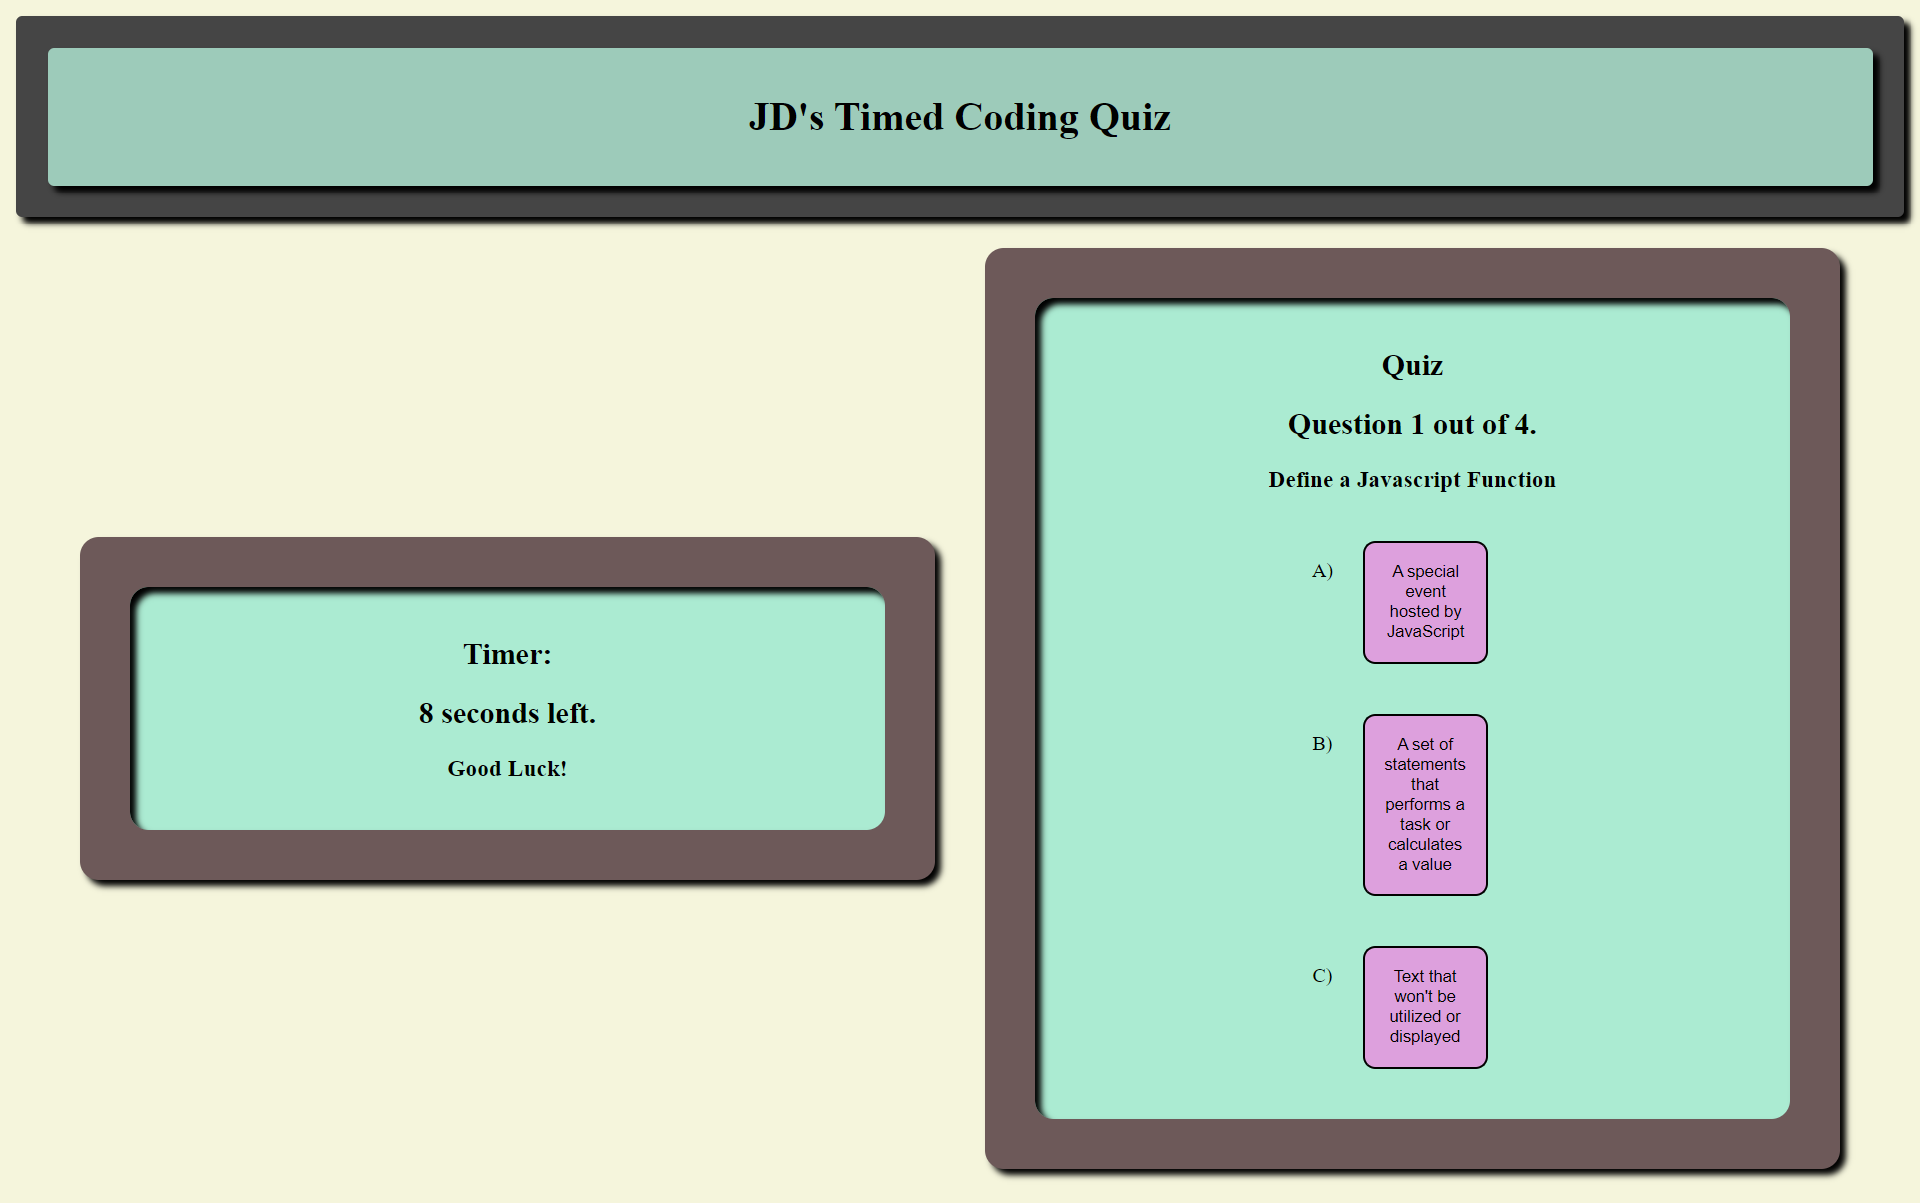 JD's Timed Coding Quiz
Timer:
8 seconds left.
Good Luck!
Quiz
Question 1 out of 4.
Define a Javascript Function
A) A special
event
hosted by
JavaScript
B) A set of
statements
that
performs a
task or
calculates
a value
C) Text that
won't be
utilized or
displayed